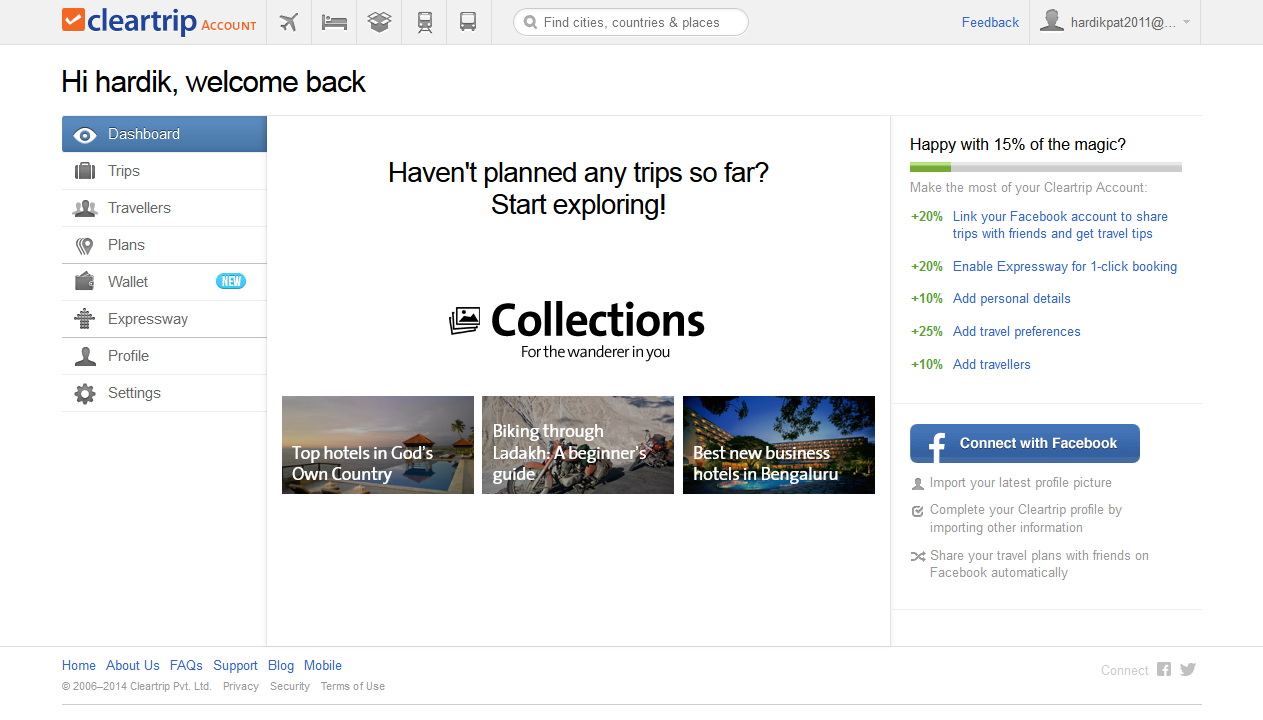 cleartrip ACCOUNT
Find cities, countries & places
Feedback
hardikpat2011@...
Hi hardik, welcome back
Dashboard
Trips
Travellers
Plans
Wallet NEW
Expressway
Profile
Settings
Haven't planned any trips so far?
Start exploring!
Collections
For the wanderer in you
Top hotels in God's
Own Country
Biking through
Ladakh: A beginner's
guide
Best new business
hotels in Bengaluru
Happy with 15% of the magic?
Make the most of your Cleartrip Account:
+20% Link your Facebook account to share
trips with friends and get travel tips
+20% Enable Expressway for 1-click booking
+10% Add personal details
+25% Add travel preferences
+10% Add travellers
f Connect with Facebook
Import your latest profile picture
Complete your Cleartrip profile by
importing other information
Share your travel plans with friends on
Facebook automatically
Home About Us FAQs Support Blog Mobile
© 2006–2014 Cleartrip Pvt. Ltd. Privacy Security Terms of Use
Connect